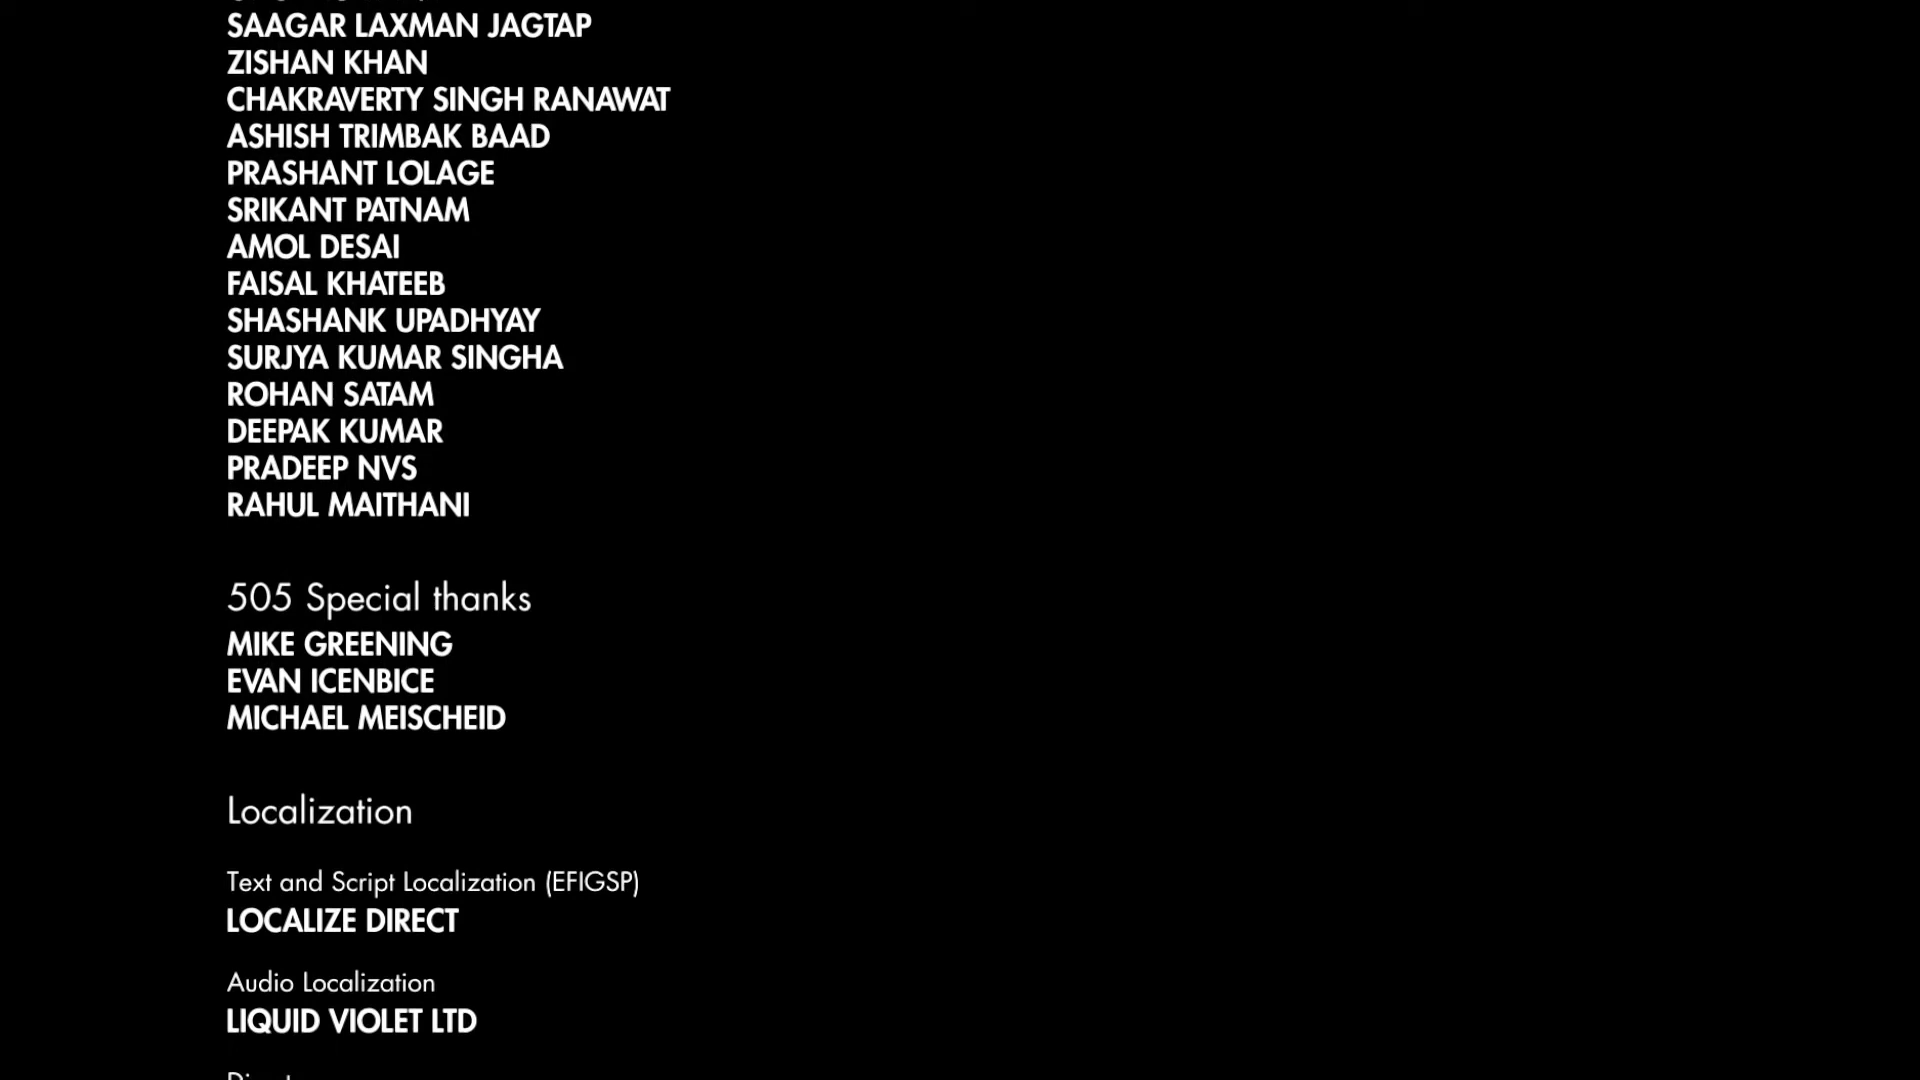 SAAGAR LAXMAN JAGTAP
ZISHAN KHAN
CHAKRAVERTY SINGH RANAWAT
ASHISH TRIMBAK BAAD
PRASHANT LOLAGE
SRIKANT PATNAM
AMOL DESAI
FAISAL KHATEEB
SHASHANK UPADHYAY
SURJYA KUMAR SINGHA
ROHAN SATAM
DEEPAK KUMAR
PRADEEP NVS
RAHUL MAITHANI
505 Special thanks
MIKE GREENING
EVAN ICENBICE
MICHAEL MEISCHEID
Localization
Text and Script Localization (EFIGSP)
LOCALIZE DIRECT
Audio Localization
LIQUID VIOLET LTD